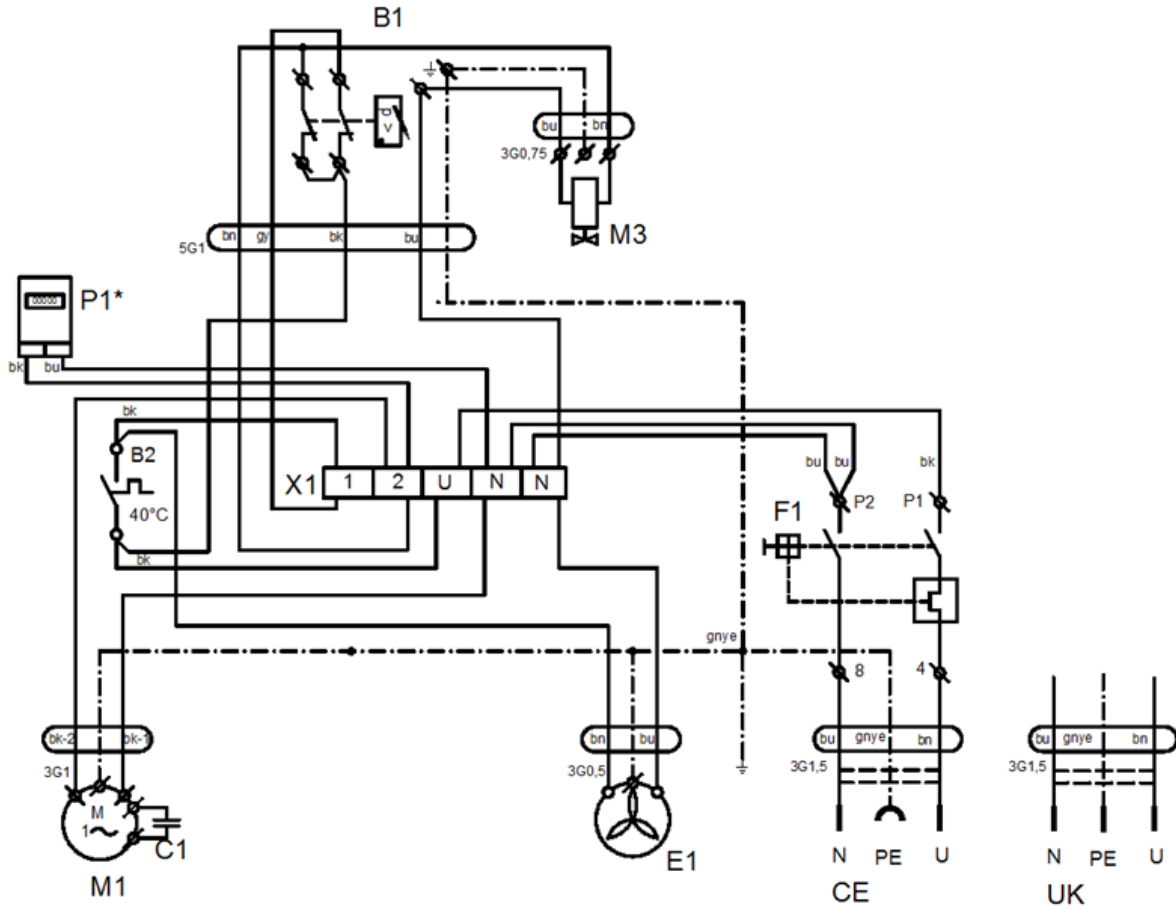 B1
bu bn
3G0,75
M3
p >
bn gy bk bu
5G1
P1*
00000
bk bu
bk
B2
40°C
bk
X1 1 2 U N N
bu bu bk
P2 P1
F1
gnye
8 4
bk-2 bk-1
3G1
M
1~
C1
M1
bn bu
3G0,5
E1
bu gnye bn
3G1,5
N PE U
CE
bu gnye bn
3G1,5
N PE U
UK